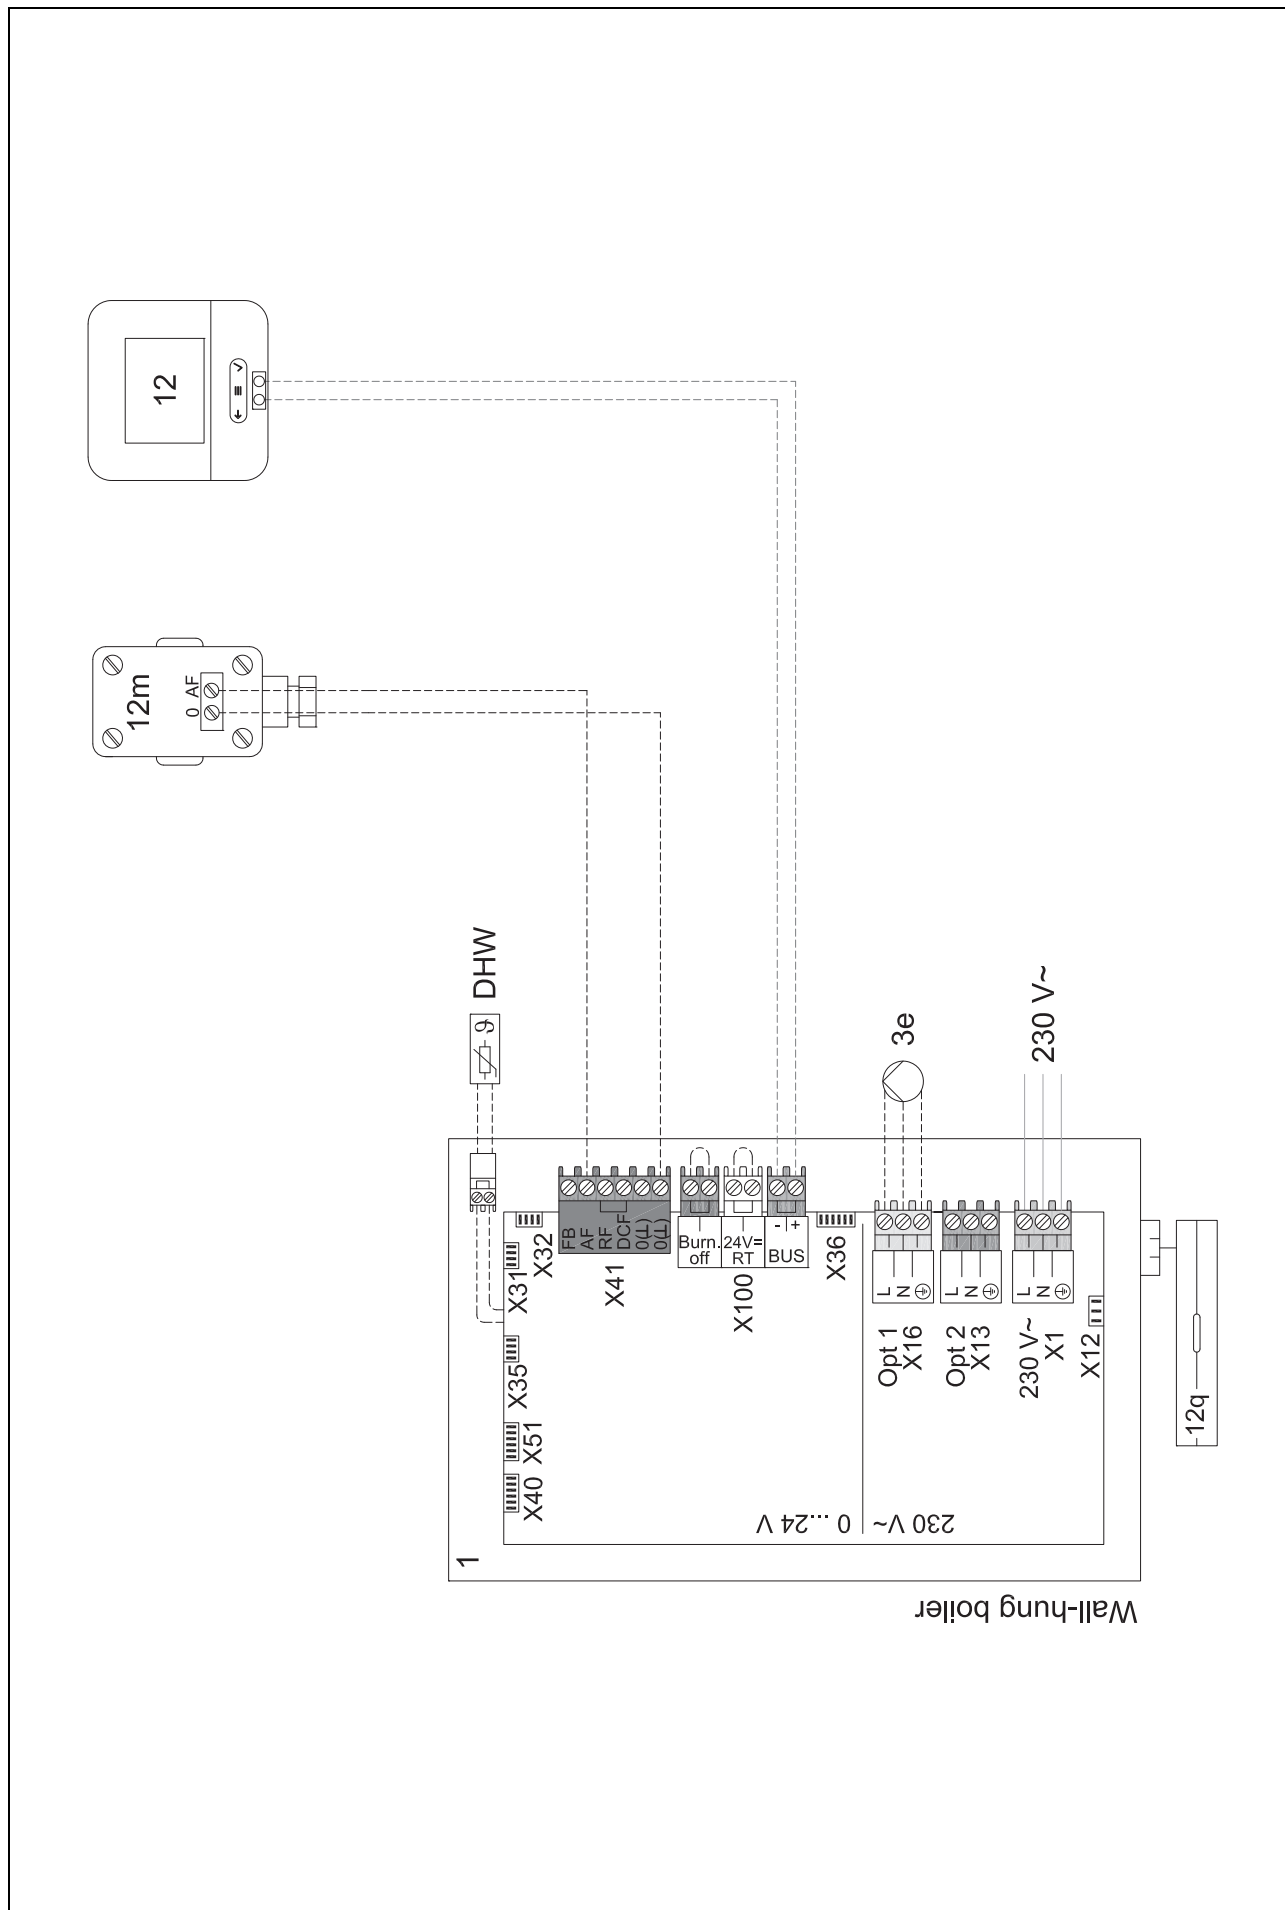 12
12m
0 AF
DHW
3e
230 V~
X32
X31
X35
X51
X40
FB
AF
RF
DCF
0(⊥)
0(⊥)
X41
Burn.
off
24V=
RT
X100
- +
BUS
X36
L
N
Opt 1
X16
L
N
Opt 2
X13
L
N
230 V~
X1
X12
12q
0 ...24 V
230 V~
1
Wall-hung boiler